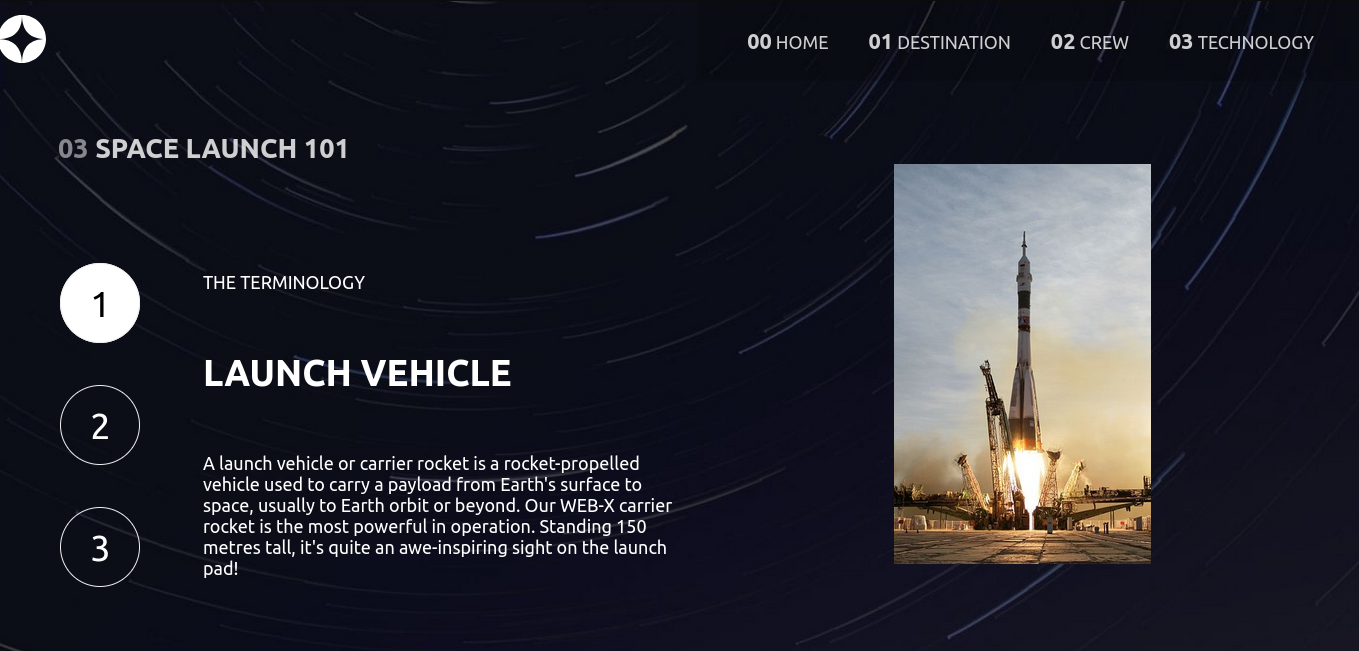 00 HOME 01 DESTINATION 02 CREW 03 TECHNOLOGY
03 SPACE LAUNCH 101
1
THE TERMINOLOGY
LAUNCH VEHICLE
2
A launch vehicle or carrier rocket is a rocket-propelled
vehicle used to carry a payload from Earth's surface to
space, usually to Earth orbit or beyond. Our WEB-X carrier
rocket is the most powerful in operation. Standing 150
metres tall, it's quite an awe-inspiring sight on the launch
pad!
3